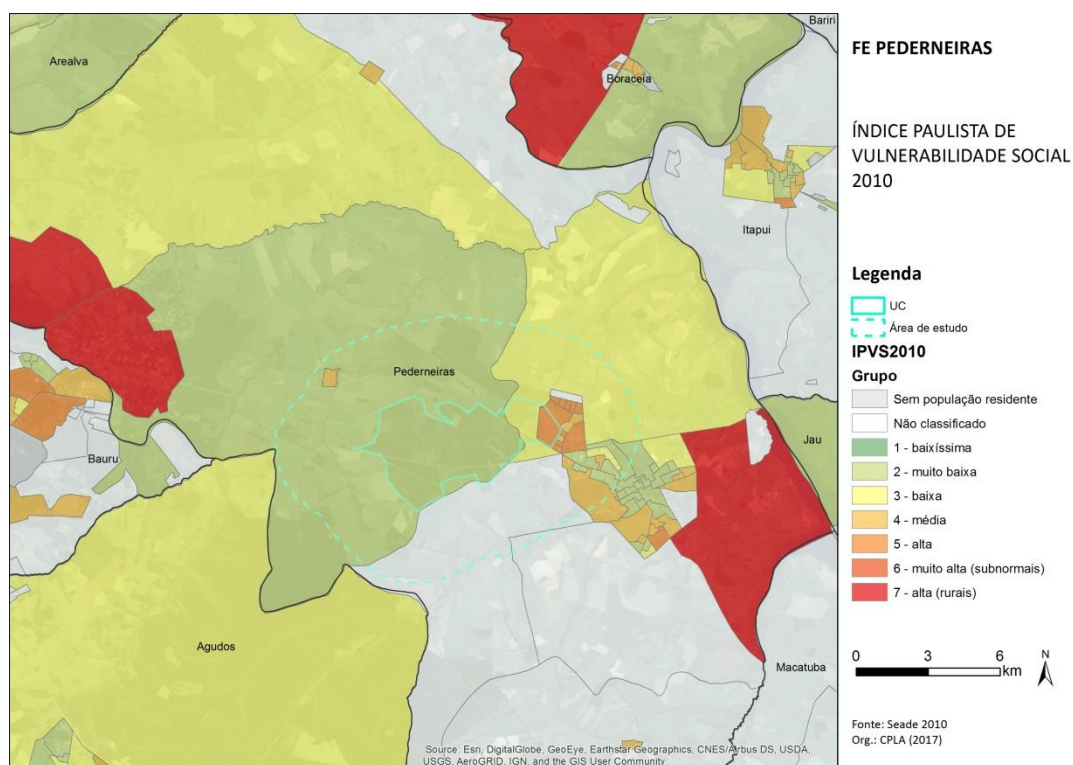 Bariri
Arealva
Boraceia
Itapui
Pederneiras
Bauru
Jau
Agudos
Macatuba
Source: Esri, DigitalGlobe, GeoEye, Earthstar Geographics, CNES/Airbus DS, USDA,
USGS, AeroGRID, IGN, and the GIS User Community
FE PEDERNEIRAS
ÍNDICE PAULISTA DE
VULNERABILIDADE SOCIAL
2010
Legenda
UC
Área de estudo
IPVS2010
Grupo
Sem população residente
Não classificado
1 - baixíssima
2 - muito baixa
3 - baixa
4 - média
5 - alta
6 - muito alta (subnormais)
7 - alta (rurais)
0 3 6
km
N
Fonte: Seade 2010
Org.: CPLA (2017)